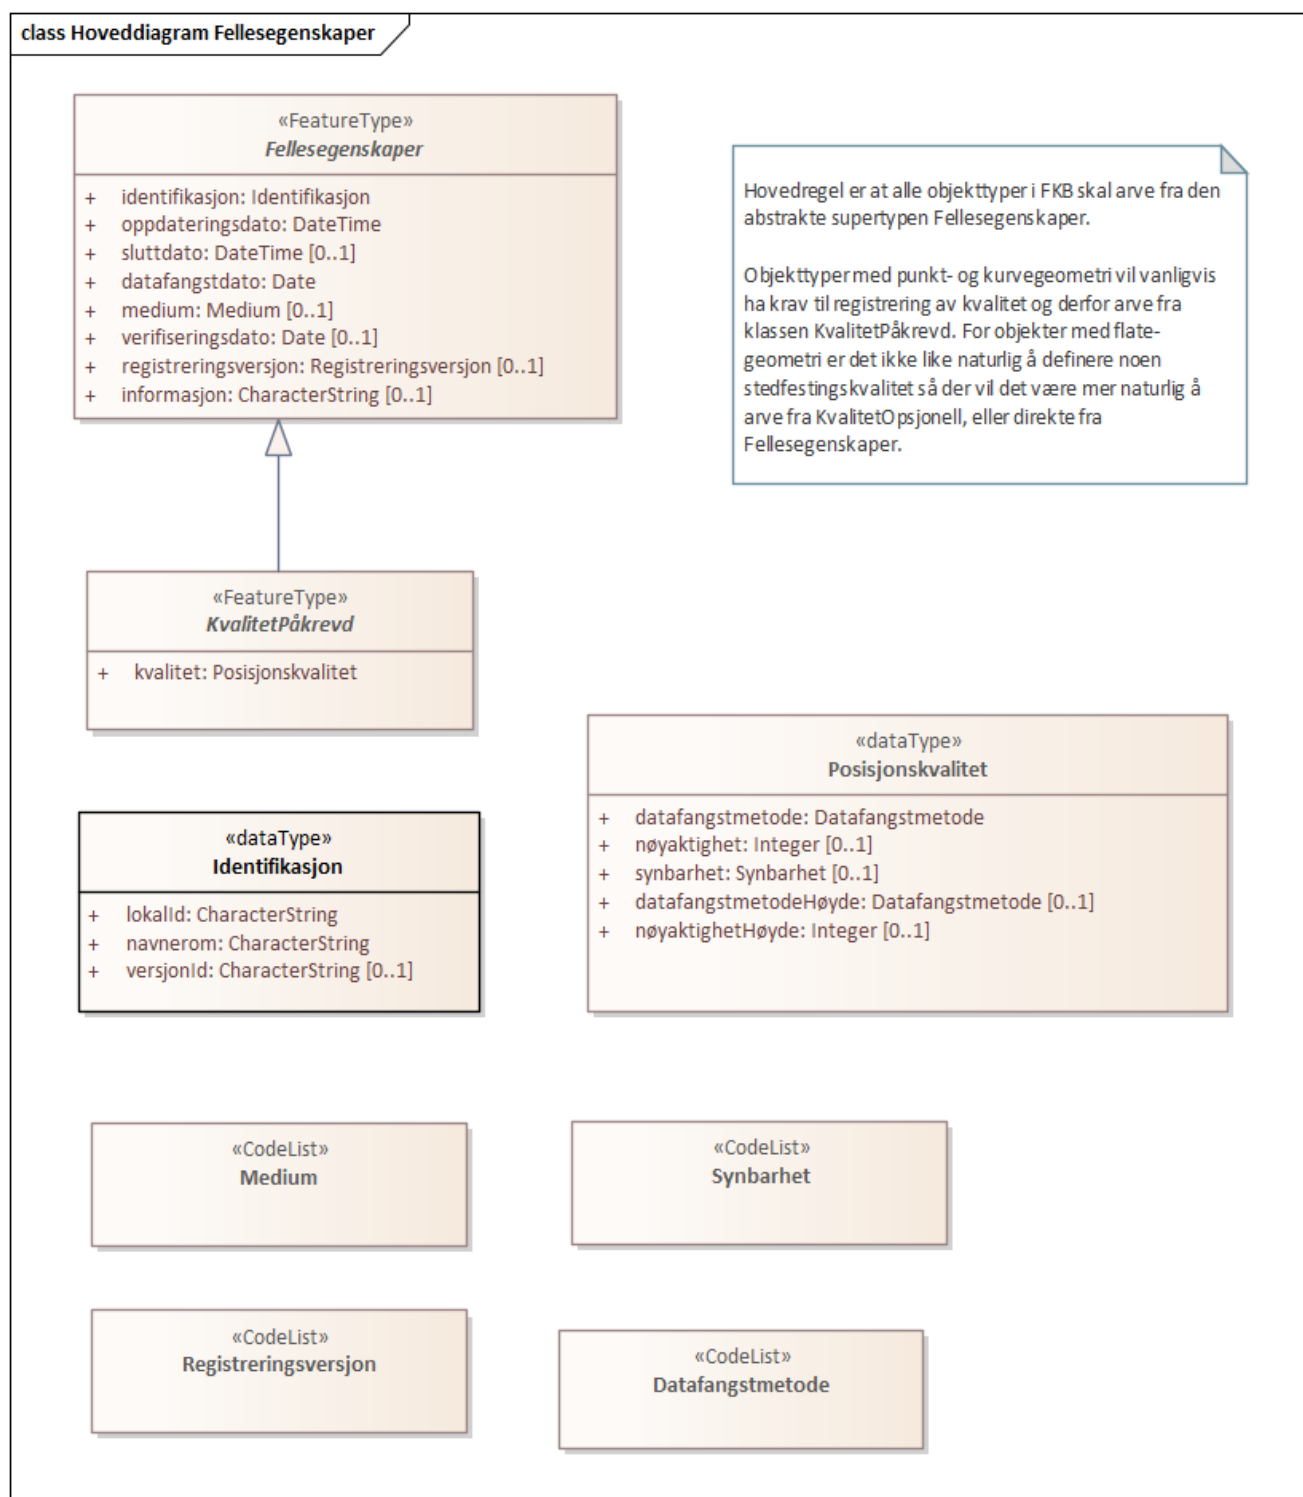 class Hoveddiagram Fellesegenskaper
«FeatureType»
Fellesegenskaper
+ identifikasjon: Identifikasjon
+ oppdateringsdato: DateTime
+ sluttdato: DateTime [0..1]
+ datafangstdato: Date
+ medium: Medium [0..1]
+ verifiseringsdato: Date [0..1]
+ registreringsversjon: Registreringsversjon [0..1]
+ informasjon: CharacterString [0..1]
Hovedregel er at alle objekttyper i FKB skal arve fra den
abstrakte supertypen Fellesegenskaper.
Objekttyper med punkt- og kurvegeometri vil vanligvis
ha krav til registrering av kvalitet og derfor arve fra
klassen KvalitetPåkrevd. For objekter med flate-
geometri er det ikke like naturlig å definere noen
stedfestingskvalitet så der vil det være mer naturlig å
arve fra KvalitetOpsjonell, eller direkte fra
Fellesegenskaper.
«FeatureType»
KvalitetPåkrevd
+ kvalitet: Posisjonskvalitet
«dataType»
Posisjonskvalitet
+ datafangstmetode: Datafangstmetode
+ nøyaktighet: Integer [0..1]
+ synbarhet: Synbarhet [0..1]
+ datafangstmetodeHøyde: Datafangstmetode [0..1]
+ nøyaktighetHøyde: Integer [0..1]
«dataType»
Identifikasjon
+ lokalId: CharacterString
+ navnerom: CharacterString
+ versjonId: CharacterString [0..1]
«CodeList»
Medium
«CodeList»
Synbarhet
«CodeList»
Registreringsversjon
«CodeList»
Datafangstmetode